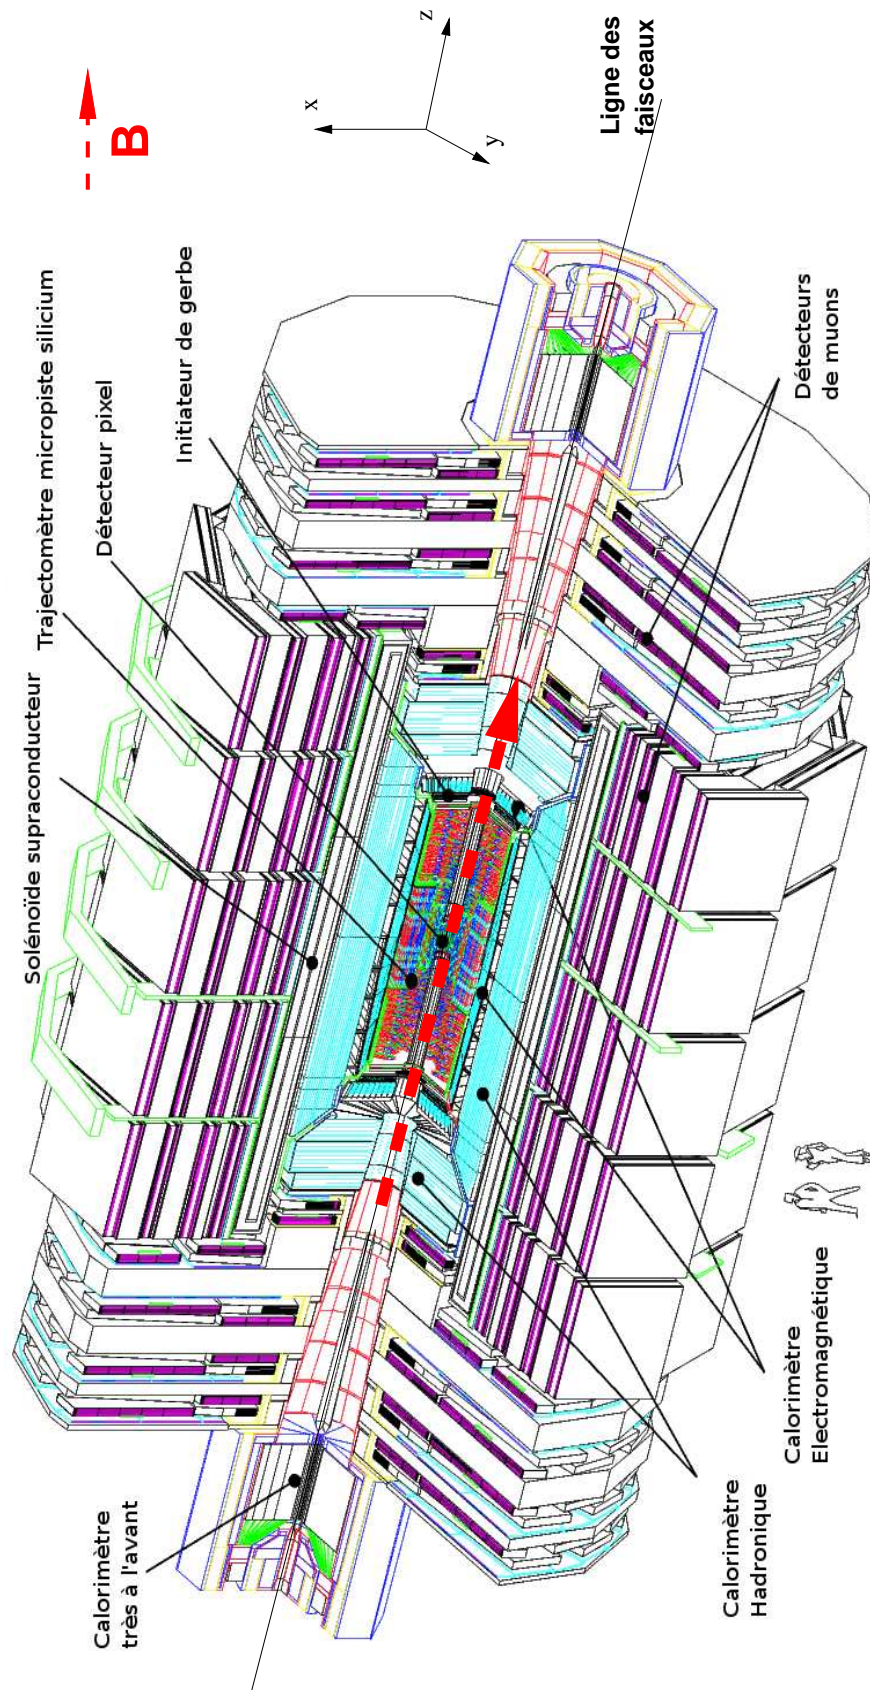 z
x
y
B
Ligne des
faisceaux
Solénoïde supraconducteur
Trajectomètre micropiste silicium
Détecteur pixel
Initiateur de gerbe
Détecteurs
de muons
Calorimètre
très à l'avant
Calorimètre
Hadronique
Calorimètre
Electromagnétique